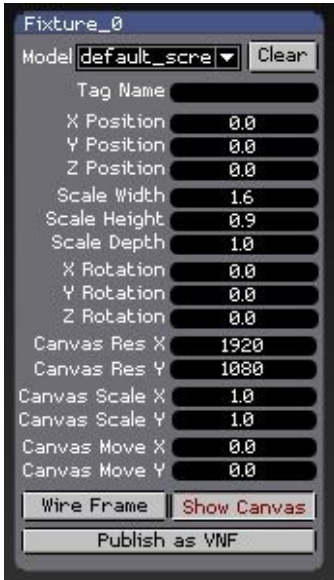 Fixture_0
Model default_scre Clear
Tag Name
X Position 0.0
Y Position 0.0
Z Position 0.0
Scale Width 1.6
Scale Height 0.9
Scale Depth 1.0
X Rotation 0.0
Y Rotation 0.0
Z Rotation 0.0
Canvas Res X 1920
Canvas Res Y 1080
Canvas Scale X 1.0
Canvas Scale Y 1.0
Canvas Move X 0.0
Canvas Move Y 0.0
Wire Frame Show Canvas
Publish as VNF